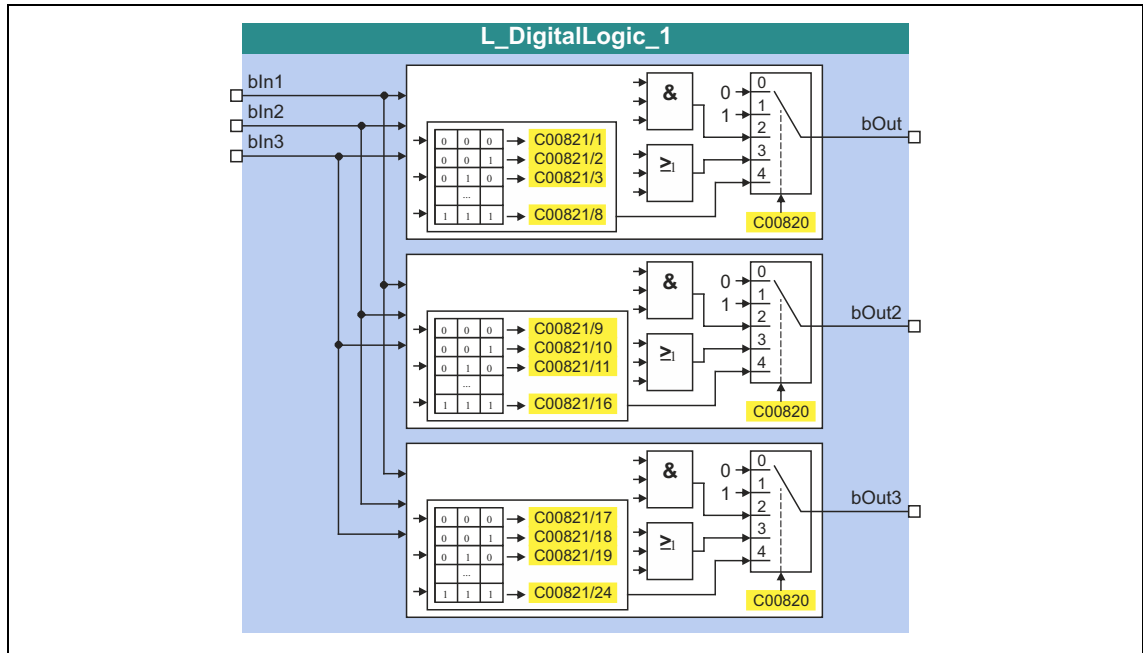 L_DigitalLogic_1
bIn1
bIn2
bIn3
0 0 0 C00821/1
0 0 1 C00821/2
0 1 0 C00821/3
...
1 1 1 C00821/8
&
≥1
0 0
1 1
2
3
4
C00820
bOut
0 0 0 C00821/9
0 0 1 C00821/10
0 1 0 C00821/11
...
1 1 1 C00821/16
&
≥1
0 0
1 1
2
3
4
C00820
bOut2
0 0 0 C00821/17
0 0 1 C00821/18
0 1 0 C00821/19
...
1 1 1 C00821/24
&
≥1
0 0
1 1
2
3
4
C00820
bOut3